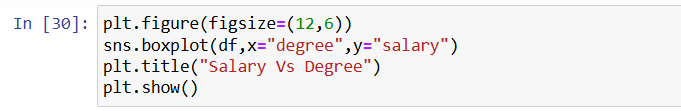 In [30]: plt.figure(figsize=(12,6))
sns.boxplot(df,x="degree",y="salary")
plt.title("Salary Vs Degree")
plt.show()